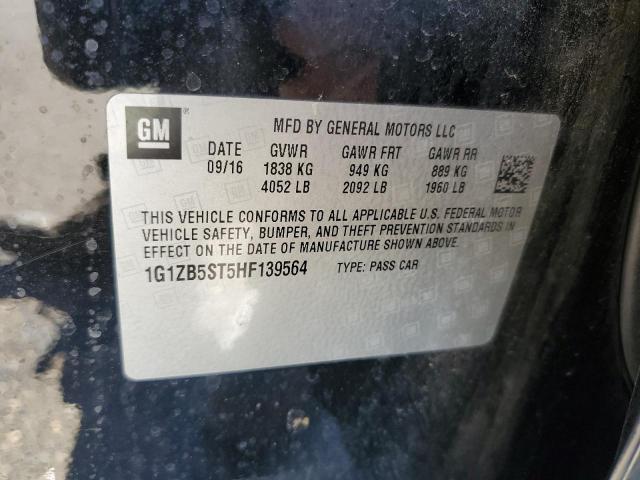 GM
MFD BY GENERAL MOTORS LLC
DATE GVWR GAWR FRT GAWR RR
09/16 1838 KG 949 KG 889 KG
4052 LB 2092 LB 1960 LB
THIS VEHICLE CONFORMS TO ALL APPLICABLE U.S. FEDERAL MOTOR
VEHICLE SAFETY, BUMPER, AND THEFT PREVENTION STANDARDS IN
EFFECT ON THE DATE OF MANUFACTURE SHOWN ABOVE.
1G1ZB5ST5HF139564 TYPE: PASS CAR